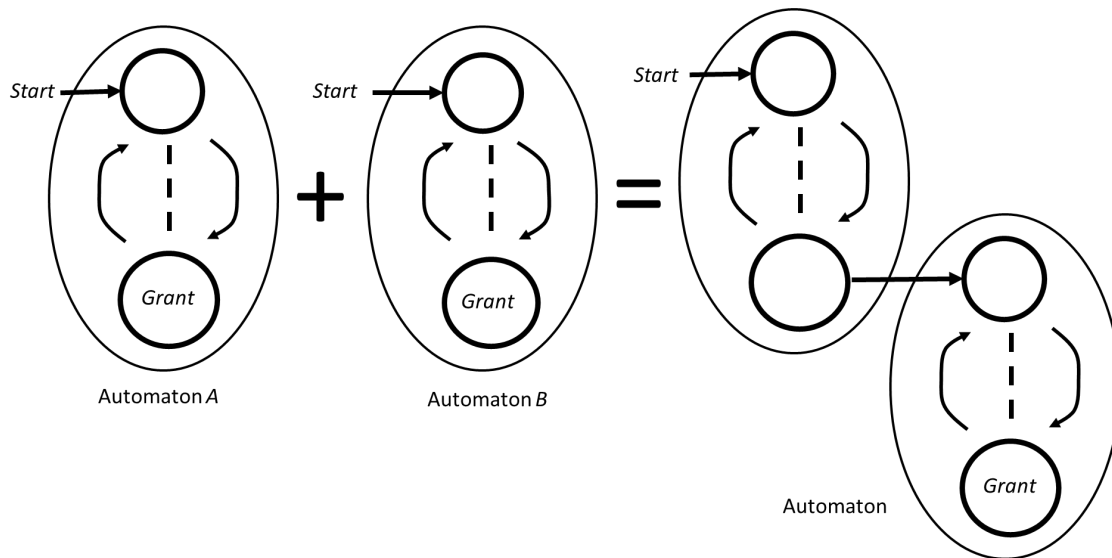 Start
Grant
Automaton A
+
Start
Grant
Automaton B
=
Start
Grant
Automaton